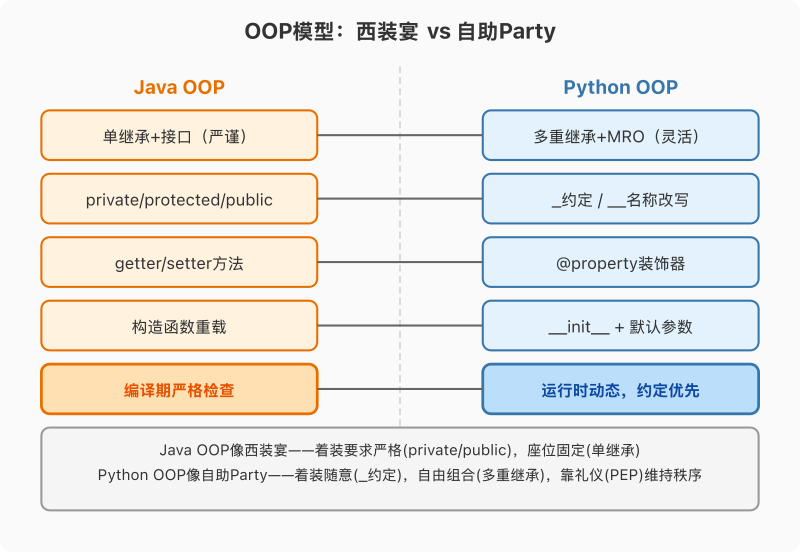 OOP模型：西装宴 vs 自助Party
Java OOP
Python OOP
单继承+接口（严谨）
多重继承+MRO（灵活）
private/protected/public
_约定 / __名称改写
getter/setter方法
@property装饰器
构造函数重载
__init__ + 默认参数
编译期严格检查
运行时动态，约定优先
Java OOP像西装宴——着装要求严格(private/public)，座位固定(单继承)
Python OOP像自助Party——着装随意(_约定)，自由组合(多重继承)，靠礼仪(PEP)维持秩序